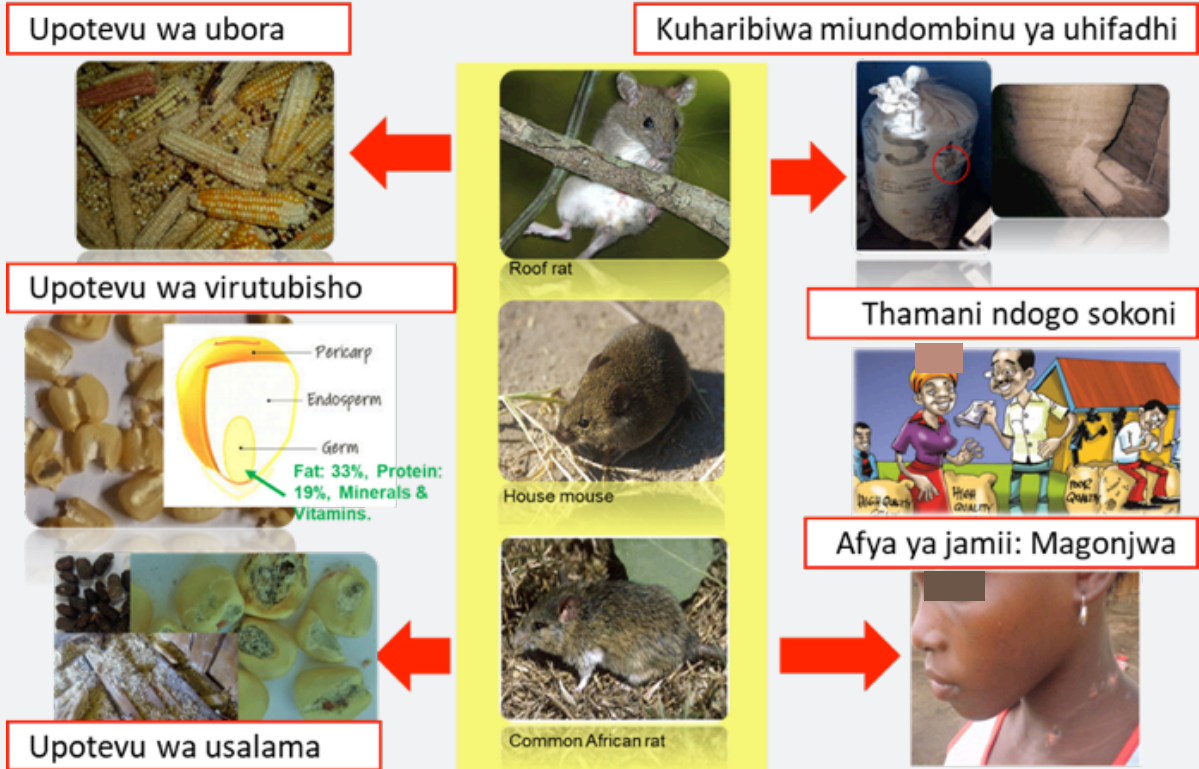 Upotevu wa ubora
Kuharibiwa miundombinu ya uhifadhi
Roof rat
Upotevu wa virutubisho
Thamani ndogo sokoni
Pericarp
Endosperm
Germ
Fat: 33%, Protein:
19%, Minerals &
Vitamins.
House mouse
HIGH QUALITY
HIGH
QUALITY
POOR
QUALITY
Afya ya jamii: Magonjwa
Upotevu wa usalama
Common African rat